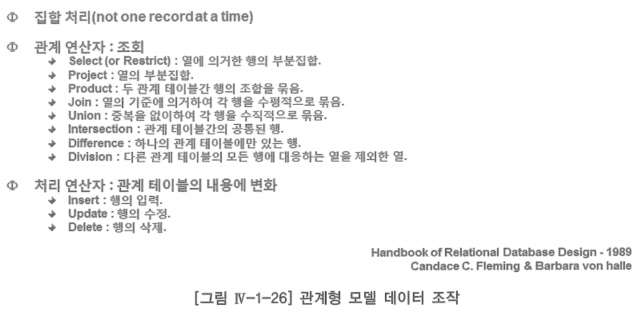 Φ 집합 처리(not one record at a time)
Φ 관계 연산자 : 조회
Select (or Restrict) : 열에 의거한 행의 부분집합.
Project : 열의 부분집합.
Product : 두 관계 테이블간 행의 조합을 묶음.
Join : 열의 기준에 의거하여 각 행을 수평적으로 묶음.
Union : 중복을 없이하여 각 행을 수직적으로 묶음.
Intersection : 관계 테이블간의 공통된 행.
Difference : 하나의 관계 테이블에만 있는 행.
Division : 다른 관계 테이블의 모든 행에 대응하는 열을 제외한 열.
Φ 처리 연산자 : 관계 테이블의 내용에 변화
Insert : 행의 입력.
Update : 행의 수정.
Delete : 행의 삭제.
Handbook of Relational Database Design - 1989
Candace C. Fleming & Barbara von halle
[그림 Ⅳ-1-26] 관계형 모델 데이터 조작